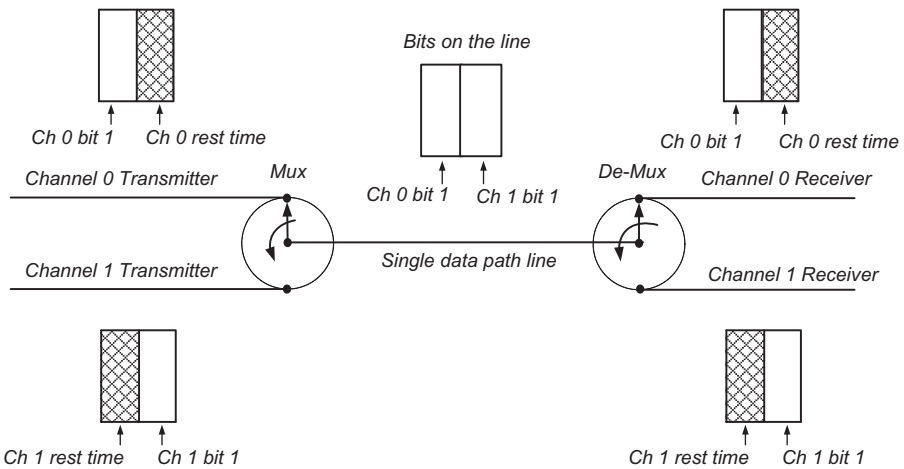 Bits on the line
Ch 0 bit 1
Ch 0 rest time
Ch 0 bit 1
Ch 0 rest time
Channel 0 Transmitter
Mux
Ch 0 bit 1
Ch 1 bit 1
De-Mux
Channel 0 Receiver
Channel 1 Transmitter
Single data path line
Channel 1 Receiver
Ch 1 rest time
Ch 1 bit 1
Ch 1 rest time
Ch 1 bit 1